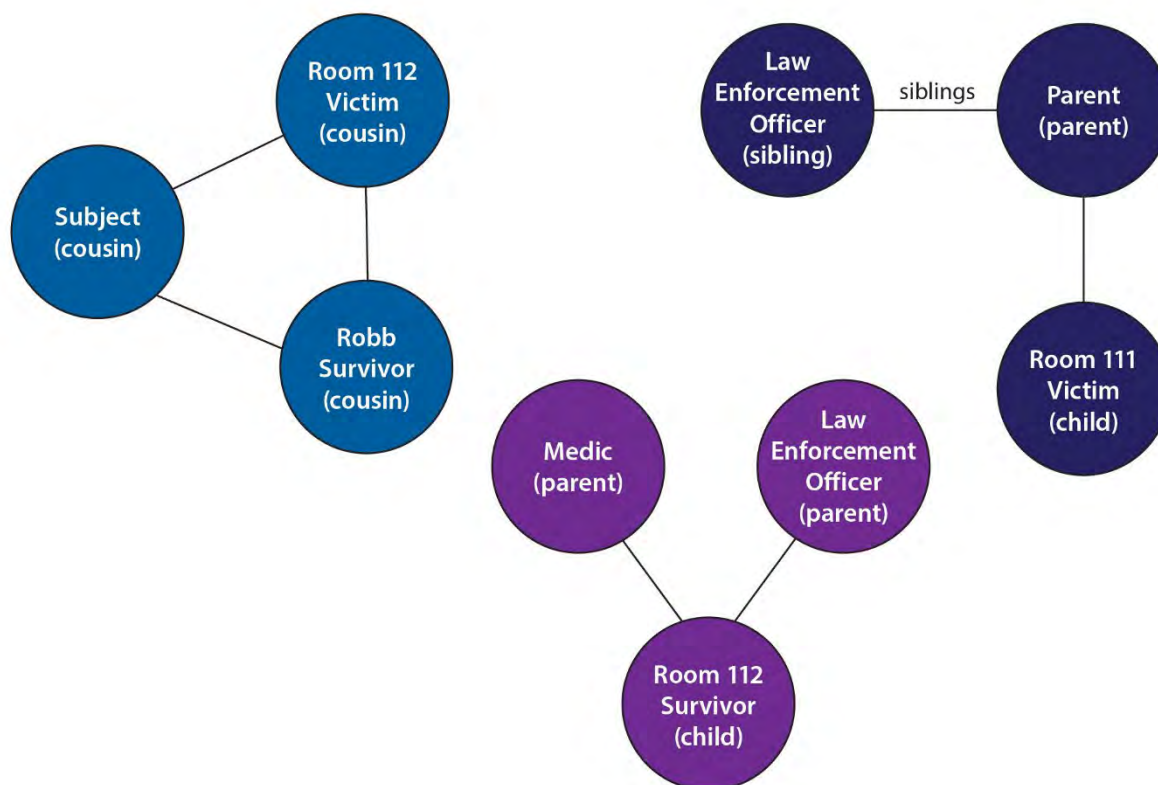 Room 112
Victim
(cousin)
Subject
(cousin)
Robb
Survivor
(cousin)
Law
Enforcement
Officer
(sibling)
siblings
Parent
(parent)
Room 111
Victim
(child)
Medic
(parent)
Law
Enforcement
Officer
(parent)
Room 112
Survivor
(child)